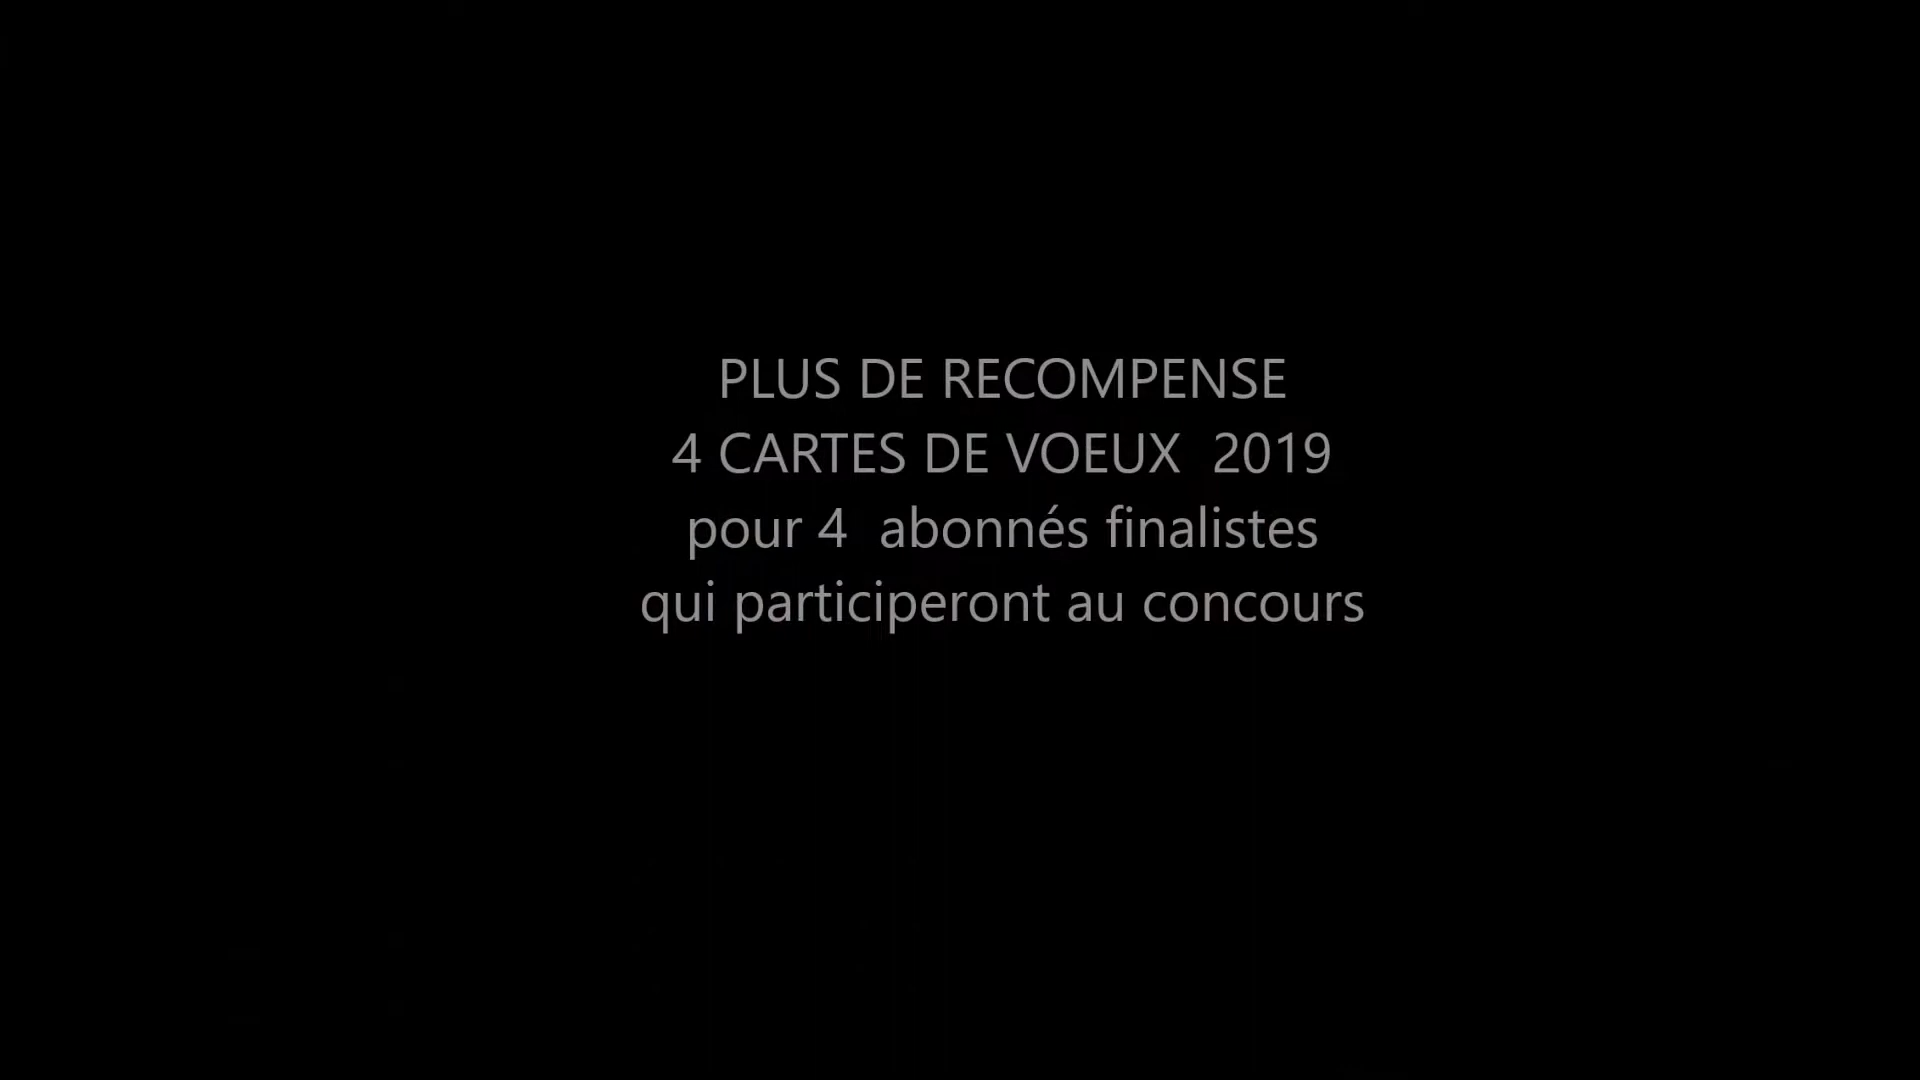 PLUS DE RECOMPENSE
4 CARTES DE VOEUX  2019
pour 4  abonnés finalistes
qui participeront au concours